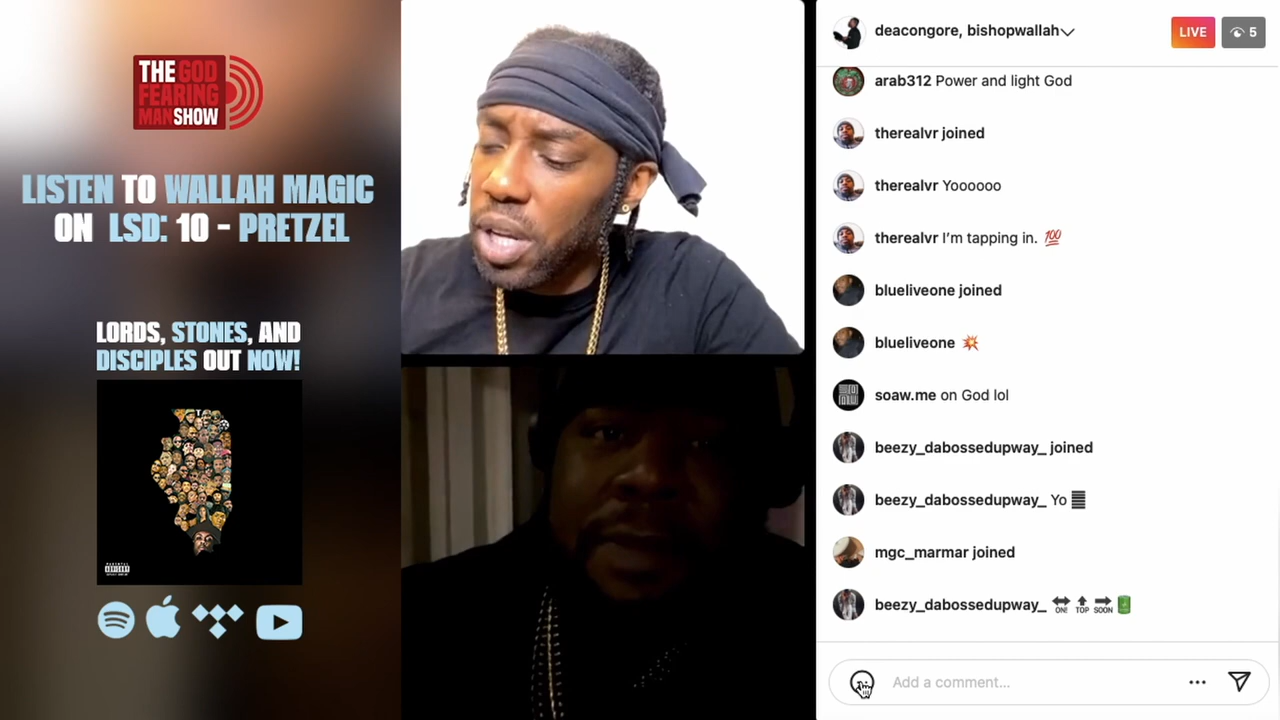 THE GOD
FEARING
MAN SHOW
LISTEN TO WALLAH MAGIC
ON LSD: 10 - PRETZEL
LORDS, STONES, AND
DISCIPLES OUT NOW!
PARENTAL
ADVISORY
deacongore, bishopwallah
LIVE
5
arab312 Power and light God
therealvr joined
therealvr Yoooooo
therealvr I'm tapping in. 💯
blueliveone joined
blueliveone 💥
soaw.me on God lol
beezy_dabossedupway_ joined
beezy_dabossedupway_ Yo
mgc_marmar joined
beezy_dabossedupway_ ON! TOP SOON
Add a comment...